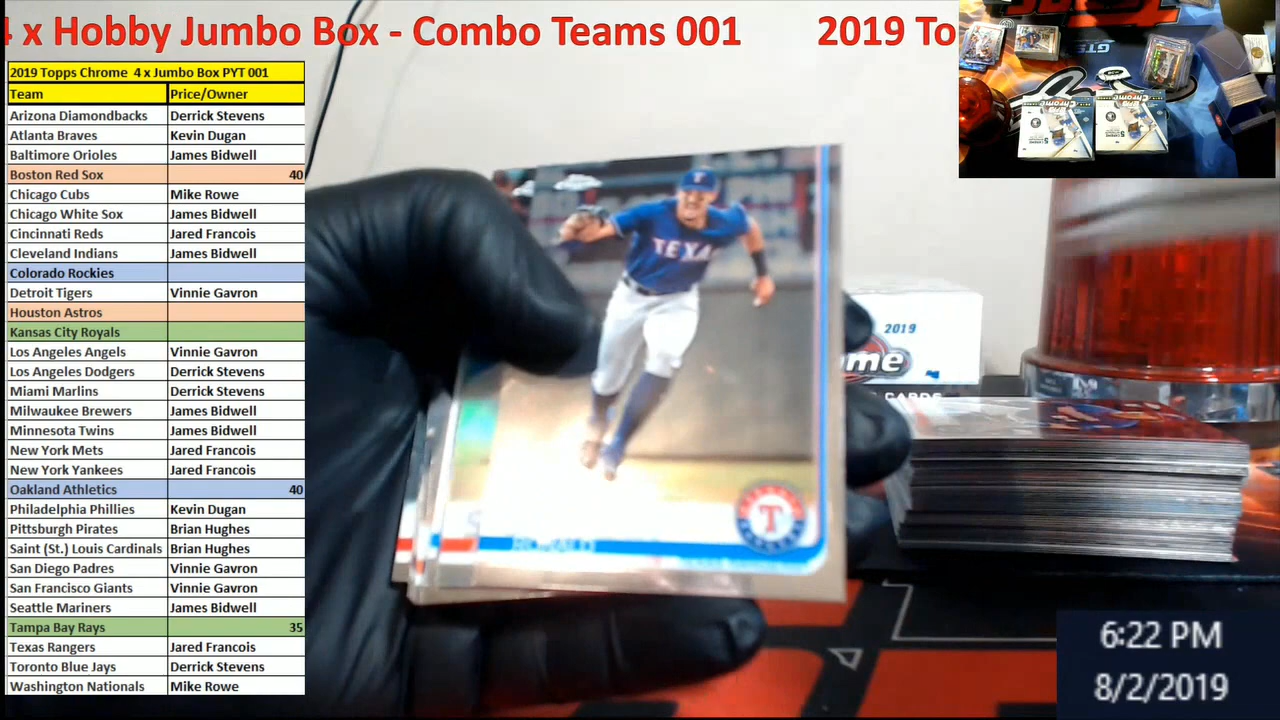 4 x Hobby Jumbo Box - Combo Teams 001 2019 To
2019 Topps Chrome 4 x Jumbo Box PYT 001
Team Price/Owner
Arizona Diamondbacks Derrick Stevens
Atlanta Braves Kevin Dugan
Baltimore Orioles James Bidwell
Boston Red Sox 40
Chicago Cubs Mike Rowe
Chicago White Sox James Bidwell
Cincinnati Reds Jared Francois
Cleveland Indians James Bidwell
Colorado Rockies
Detroit Tigers Vinnie Gavron
Houston Astros
Kansas City Royals
Los Angeles Angels Vinnie Gavron
Los Angeles Dodgers Derrick Stevens
Miami Marlins Derrick Stevens
Milwaukee Brewers James Bidwell
Minnesota Twins James Bidwell
New York Mets Jared Francois
New York Yankees Jared Francois
Oakland Athletics 40
Philadelphia Phillies Kevin Dugan
Pittsburgh Pirates Brian Hughes
Saint (St.) Louis Cardinals Brian Hughes
San Diego Padres Vinnie Gavron
San Francisco Giants Vinnie Gavron
Seattle Mariners James Bidwell
Tampa Bay Rays 35
Texas Rangers Jared Francois
Toronto Blue Jays Derrick Stevens
Washington Nationals Mike Rowe
T
TEXAS
T
RONALD
2019
me
CARDS
6:22 PM
8/2/2019